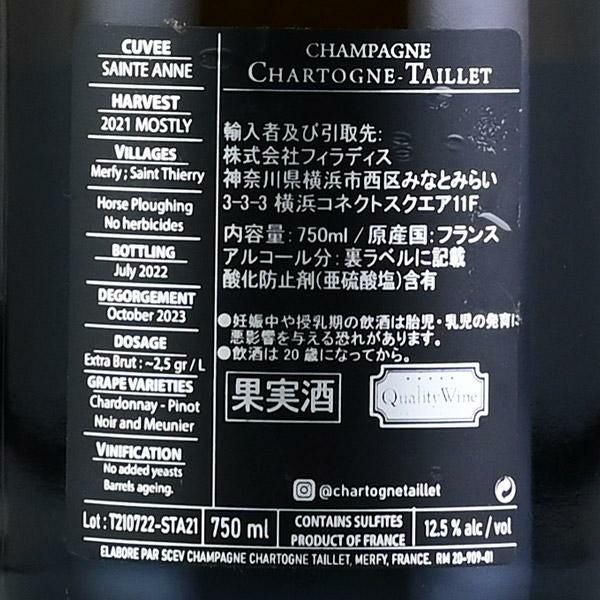 CUVEE
SAINTE ANNE
HARVEST
2021 MOSTLY
VILLAGES
Merfy ; Saint Thierry
Horse Ploughing
No herbicides
BOTTLING
July 2022
DEGORGEMENT
October 2023
DOSAGE
Extra Brut : ~2,5 gr / L
GRAPE VARIETIES
Chardonnay - Pinot
Noir and Meunier
VINIFICATION
No added yeasts
Barrels ageing.
CHAMPAGNE
CHARTOGNE-TAILLET
輸入者及び引取先:
株式会社フィラディス
神奈川県横浜市西区みなとみらい
3-3-3 横浜コネクトスクエア11F
内容量: 750ml / 原産国: フランス
アルコール分: 裏ラベルに記載
酸化防止剤(亜硫酸塩)含有
●妊娠中や授乳期の飲酒は胎児・乳児の発育に
悪影響を与える恐れがあります。
●飲酒は20歳になってから。
果実酒
Quality Wine
@chartognetaillet
Lot : T210722-STA21
750 ml
CONTAINS SULFITES
PRODUCT OF FRANCE
12.5 % alc / vol
ELABORE PAR SCEV CHAMPAGNE CHARTOGNE TAILLET, MERFY, FRANCE. RM 20-909-01